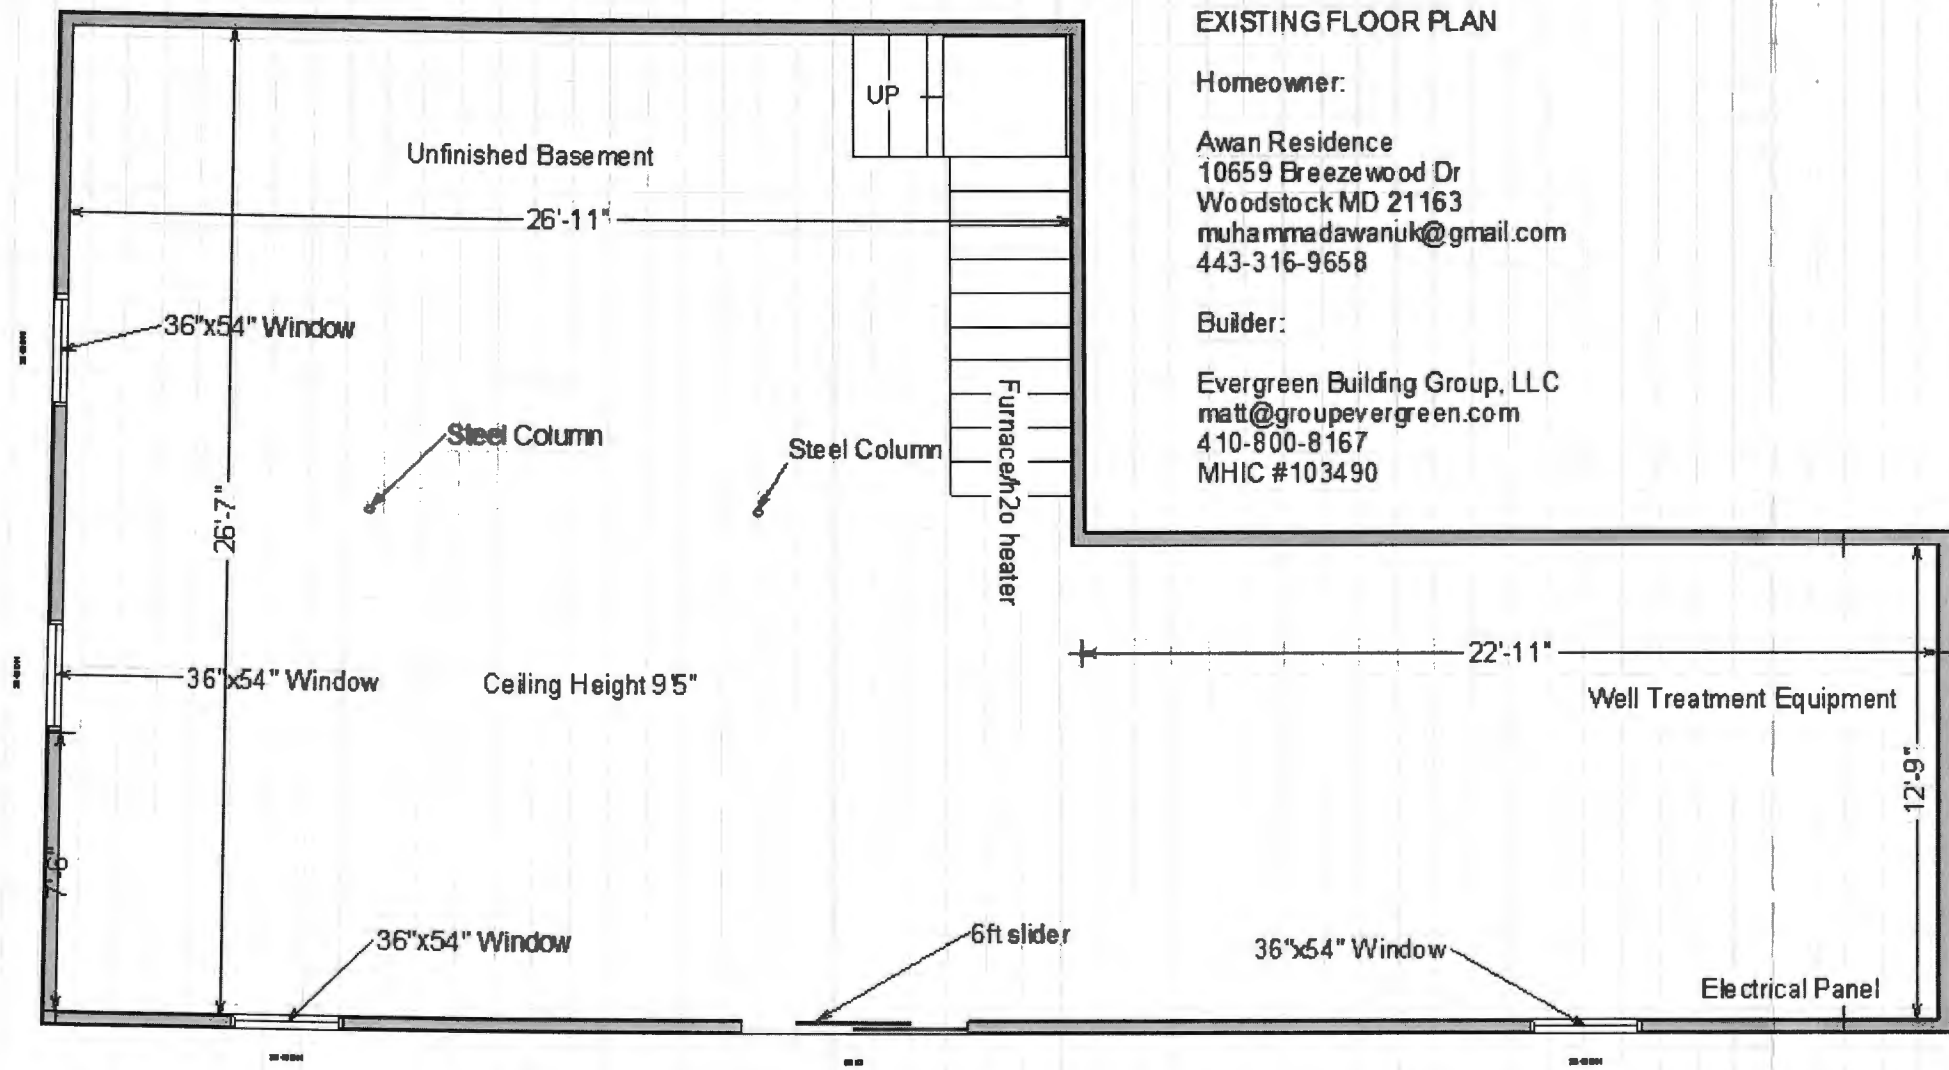 EXISTING FLOOR PLAN
Homeowner:
Awan Residence
10659 Breezewood Dr
Woodstock MD 21163
muhammadawanuk@gmail.com
443-316-9658
Builder:
Evergreen Building Group, LLC
matt@groupevergreen.com
410-800-8167
MHIC #103490
UP
Unfinished Basement
26'-11"
36"x54" Window
Steel Column
Steel Column
Furnace/h2o heater
26'-7"
36"x54" Window
Ceiling Height 9'5"
22'-11"
Well Treatment Equipment
12'-9"
36"x54" Window
6ft slider
36"x54" Window
Electrical Panel